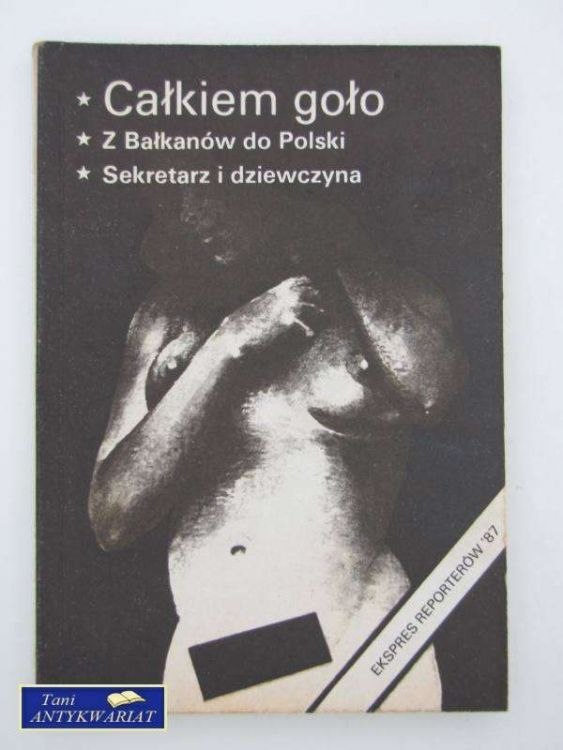 ★ Całkiem goło
★ Z Bałkanów do Polski
★ Sekretarz i dziewczyna
EKSPRES REPORTERÓW '87
Tani
ANTYKWARIAT